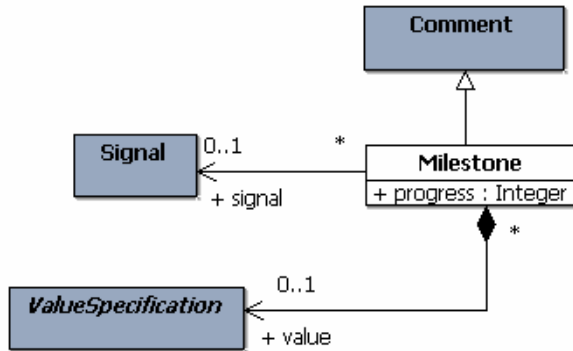 Comment
Signal
0..1
*
+ signal
Milestone
+ progress : Integer
*
ValueSpecification
0..1
+ value